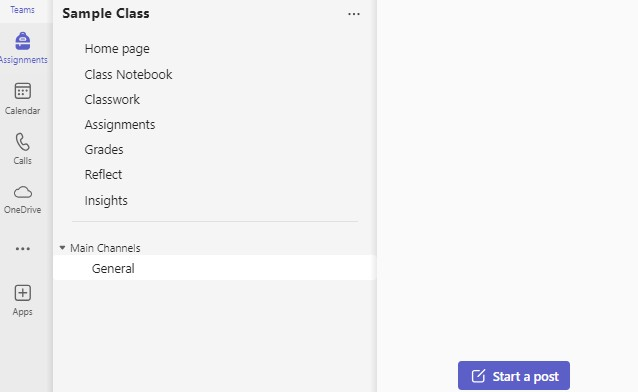 Teams
Assignments
Calendar
Calls
OneDrive
Apps
Sample Class
Home page
Class Notebook
Classwork
Assignments
Grades
Reflect
Insights
Main Channels
General
Start a post